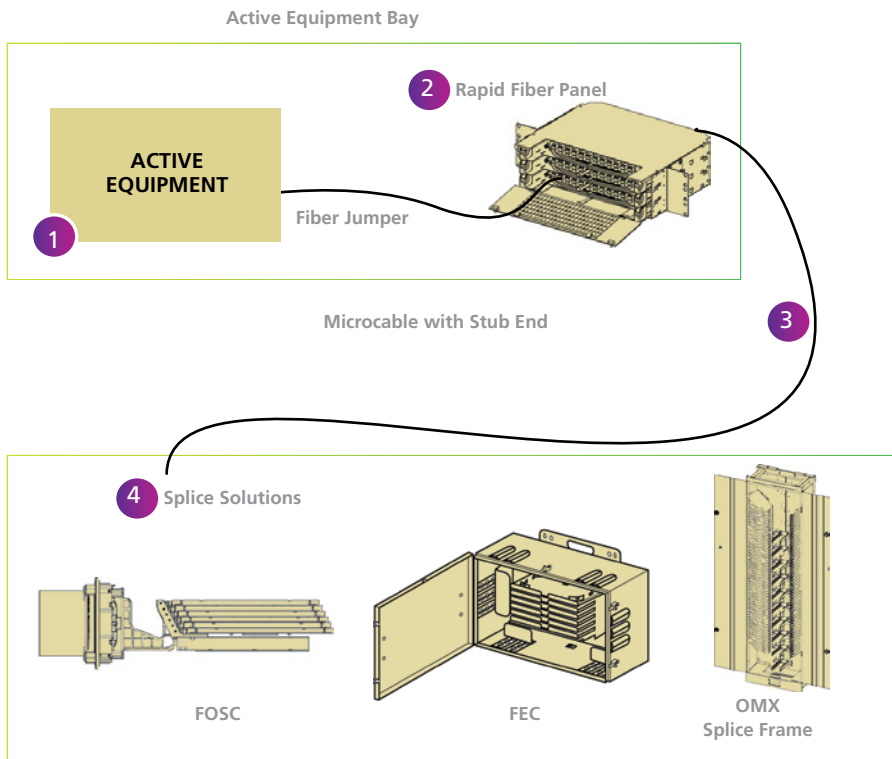 Active Equipment Bay
2
Rapid Fiber Panel
ACTIVE
EQUIPMENT
1
Fiber Jumper
Microcable with Stub End
3
4
Splice Solutions
FOSC
FEC
OMX
Splice Frame